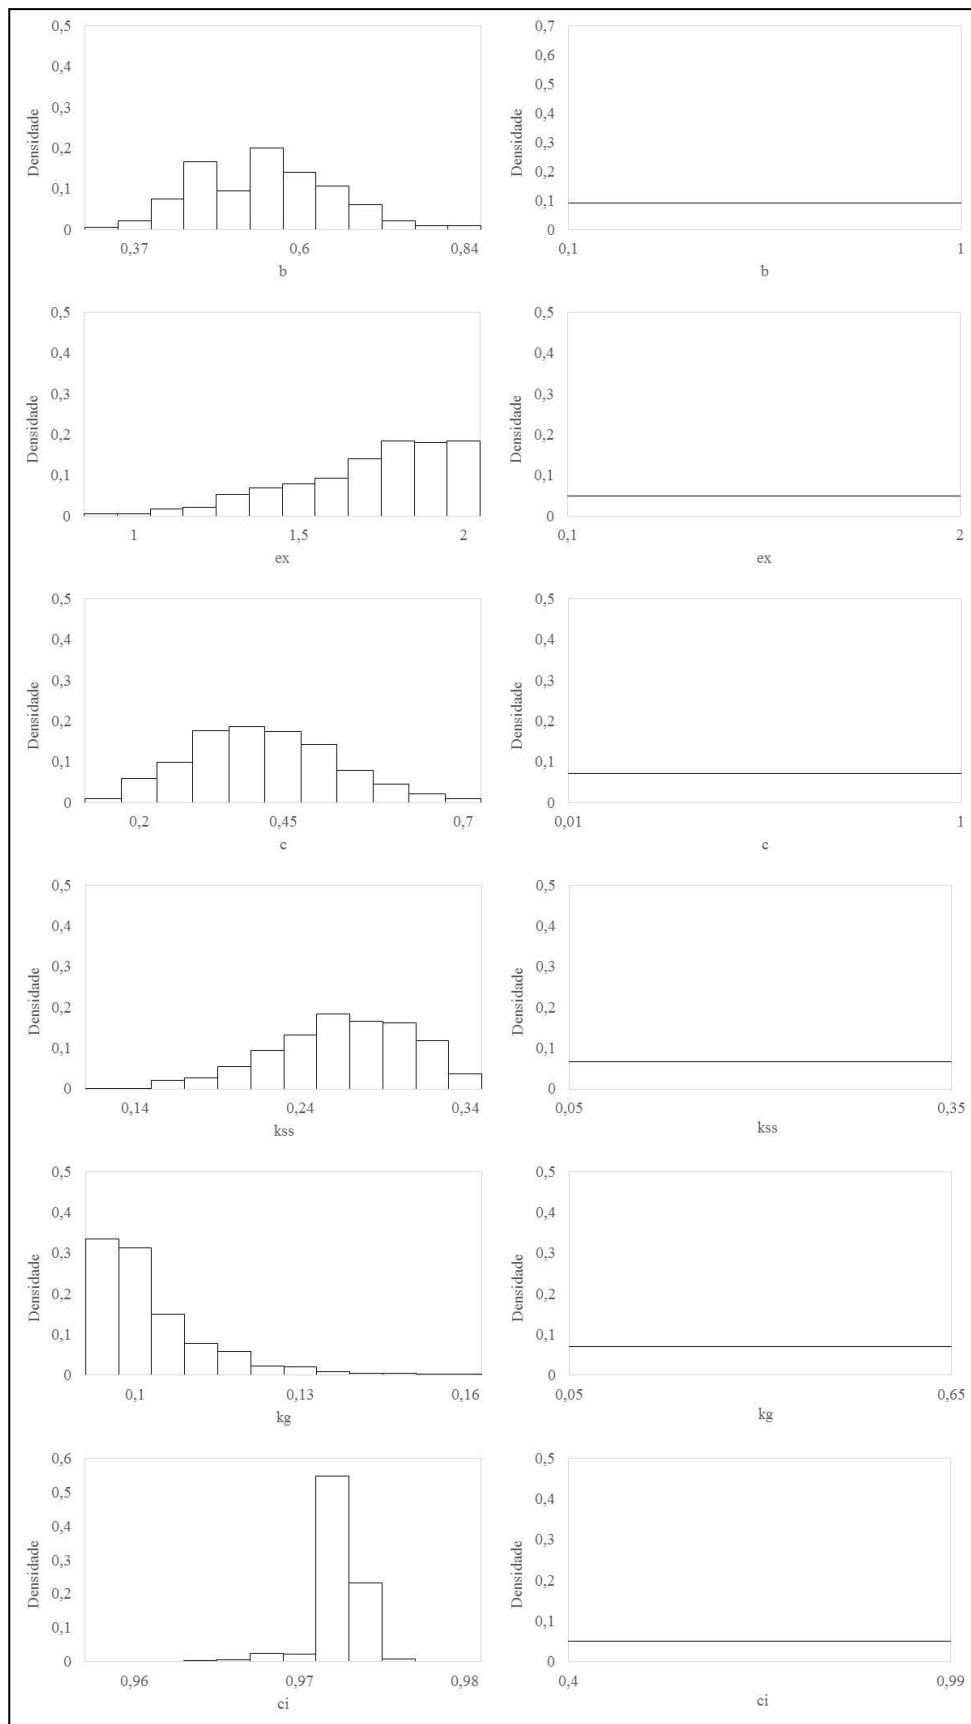 0,5
0,4
0,3
0,2
0,1
0
Densidade
0,37 0,6 0,84
b
0,7
0,6
0,5
0,4
0,3
0,2
0,1
0
Densidade
0,1 1
b
0,5
0,4
0,3
0,2
0,1
0
Densidade
1 1,5 2
ex
0,5
0,4
0,3
0,2
0,1
0
Densidade
0,1 2
ex
0,5
0,4
0,3
0,2
0,1
0
Densidade
0,2 0,45 0,7
c
0,5
0,4
0,3
0,2
0,1
0
Densidade
0,01 1
c
0,5
0,4
0,3
0,2
0,1
0
Densidade
0,14 0,24 0,34
kss
0,5
0,4
0,3
0,2
0,1
0
Densidade
0,05 0,35
kss
0,5
0,4
0,3
0,2
0,1
0
Densidade
0,1 0,13 0,16
kg
0,5
0,4
0,3
0,2
0,1
0
Densidade
0,05 0,65
kg
0,6
0,5
0,4
0,3
0,2
0,1
0
Densidade
0,96 0,97 0,98
ci
0,5
0,4
0,3
0,2
0,1
0
Densidade
0,4 0,99
ci